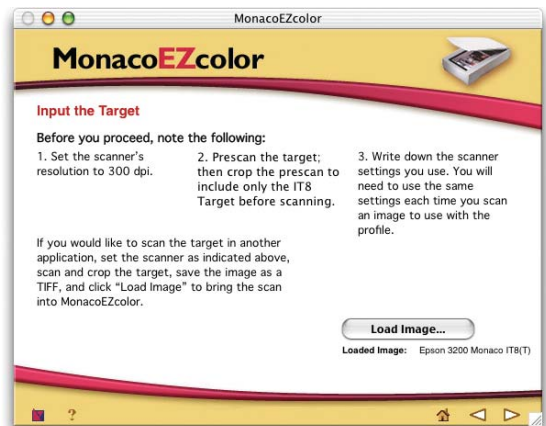 MonacoEZcolor
MonacoEZcolor
Input the Target
Before you proceed, note the following:
1. Set the scanner's
resolution to 300 dpi.
2. Prescan the target;
then crop the prescan to
include only the IT8
Target before scanning.
3. Write down the scanner
settings you use. You will
need to use the same
settings each time you scan
an image to use with the
profile.
If you would like to scan the target in another
application, set the scanner as indicated above,
scan and crop the target, save the image as a
TIFF, and click "Load Image" to bring the scan
into MonacoEZcolor.
Load Image...
Loaded Image: Epson 3200 Monaco IT8(T)
?